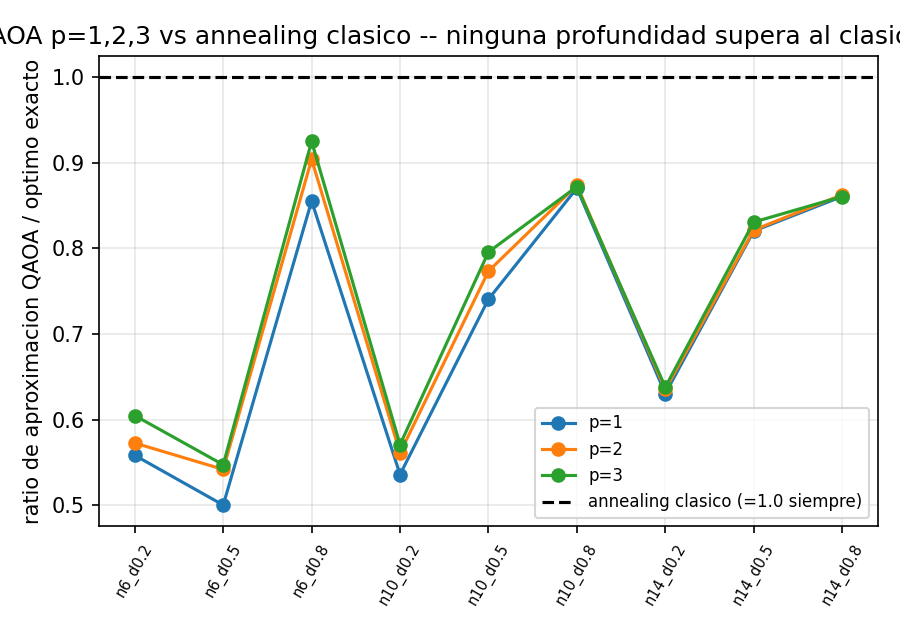 AOA p=1,2,3 vs annealing clasico -- ninguna profundidad supera al clasic
ratio de aproximacion QAOA / optimo exacto
1.0
0.9
0.8
0.7
0.6
0.5
p=1
p=2
p=3
annealing clasico (=1.0 siempre)
n6_d0.2
n6_d0.5
n6_d0.8
n10_d0.2
n10_d0.5
n10_d0.8
n14_d0.2
n14_d0.5
n14_d0.8